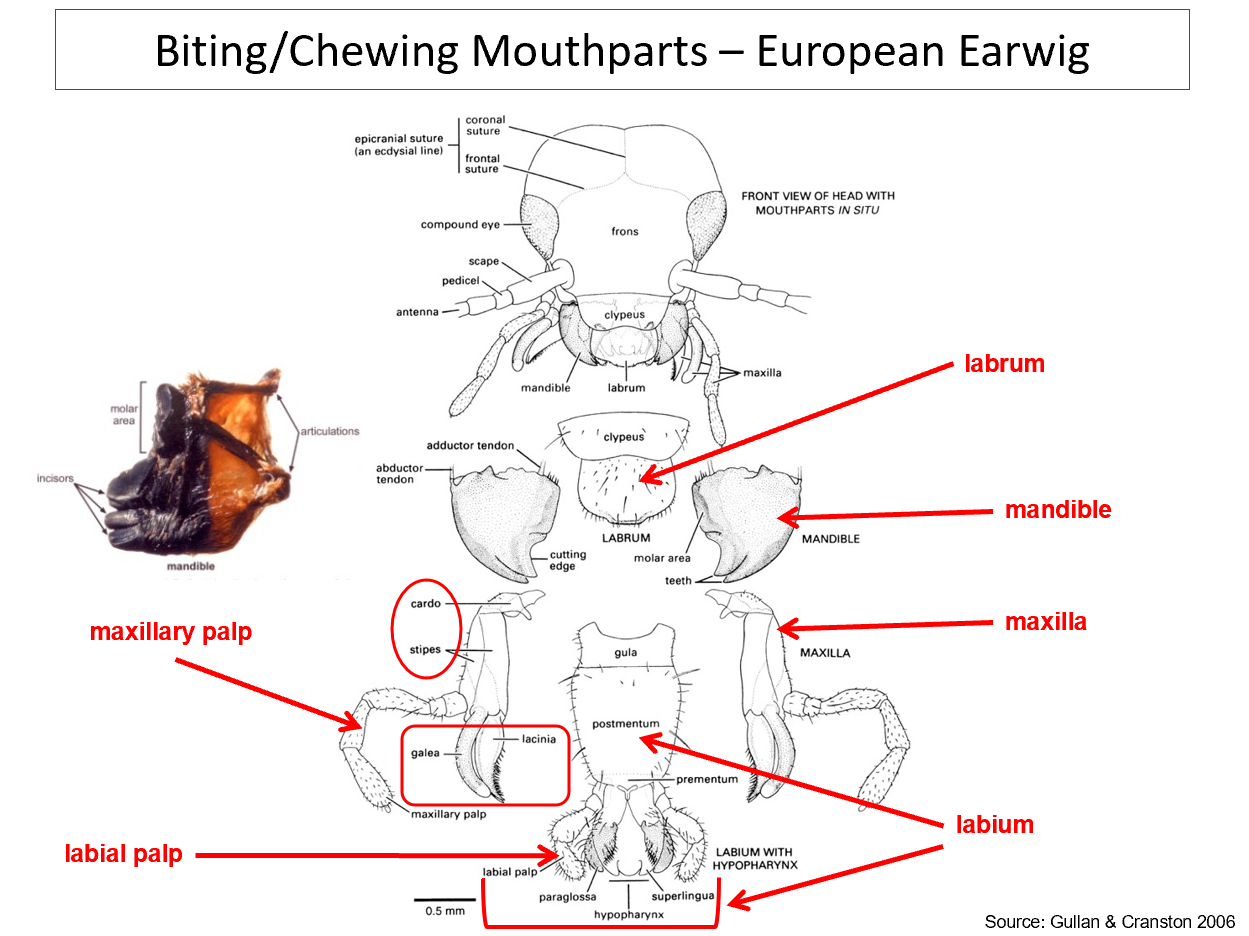 Biting/Chewing Mouthparts – European Earwig
coronal
suture
epicranial suture
(an ecdysial line)
frontal
suture
FRONT VIEW OF HEAD WITH
MOUTHPARTS IN SITU
compound eye
frons
scape
pedicel
antenna
clypeus
mandible
labrum
maxilla
labrum
molar
area
articulations
incisors
mandible
adductor tendon
abductor
tendon
clypeus
LABRUM
cutting
edge
molar area
teeth
MANDIBLE
mandible
cardo
stipes
maxillary palp
gula
maxilla
MAXILLA
postmentum
galea
lacinia
prementum
maxillary palp
labium
labial palp
LABIUM WITH
HYPOPHARYNX
labial palp
paraglossa
superlingua
hypopharynx
0.5 mm
Source: Gullan & Cranston 2006